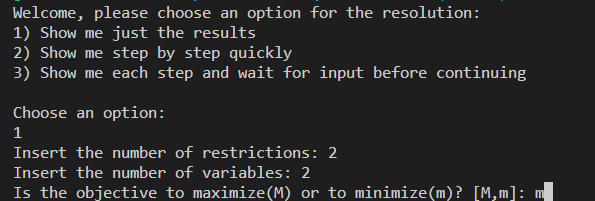 Welcome, please choose an option for the resolution:
1) Show me just the results
2) Show me step by step quickly
3) Show me each step and wait for input before continuing
Choose an option:
1
Insert the number of restrictions: 2
Insert the number of variables: 2
Is the objective to maximize(M) or to minimize(m)? [M,m]: m